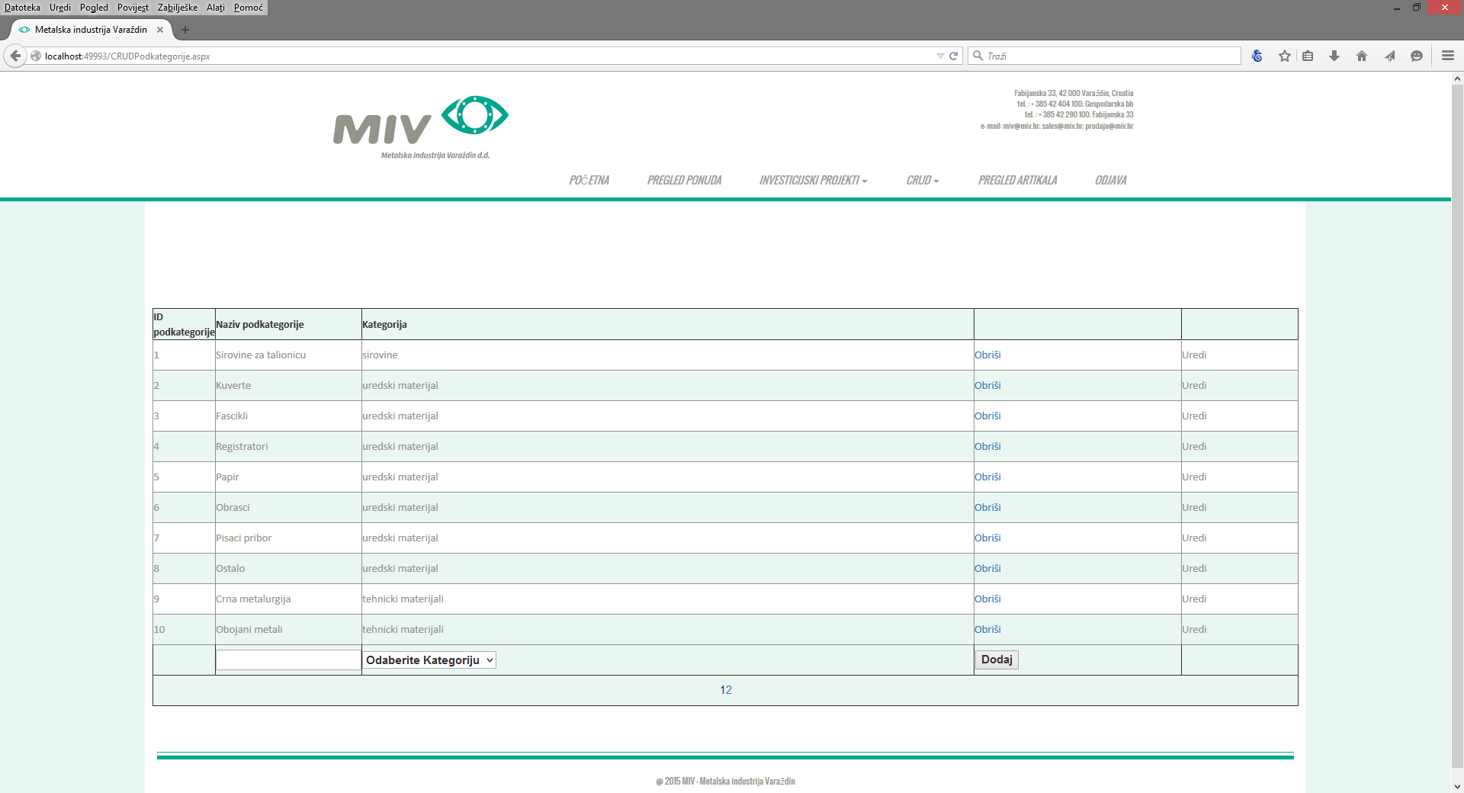 Datoteka Uredi Pogled Povijest Zabilješke Alati Pomoć
Metalska industrija Varaždin
localhost:49993/CRUDPodkategorije.aspx
Traži
MIV
Metalska industrija Varaždin d.d.
Fabijanska 33, 42 000 Varaždin, Croatia
tel. : + 385 42 404 100; Gospodarska bb
tel. : + 385 42 290 100; Fabijanska 33
e-mail: miv@miv.hr; sales@miv.hr; prodaja@miv.hr
POČETNA PREGLED PONUDA INVESTICIJSKI PROJEKTI CRUD PREGLED ARTIKALA ODJAVA
ID podkategorije Naziv podkategorije Kategorija
1 Sirovine za talionicu sirovine Obriši Uredi
2 Kuverte uredski materijal Obriši Uredi
3 Fascikli uredski materijal Obriši Uredi
4 Registratori uredski materijal Obriši Uredi
5 Papir uredski materijal Obriši Uredi
6 Obrasci uredski materijal Obriši Uredi
7 Pisaci pribor uredski materijal Obriši Uredi
8 Ostalo uredski materijal Obriši Uredi
9 Crna metalurgija tehnicki materijali Obriši Uredi
10 Obojani metali tehnicki materijali Obriši Uredi
Odaberite Kategoriju Dodaj
12
@ 2015 MIV - Metalska industrija Varaždin